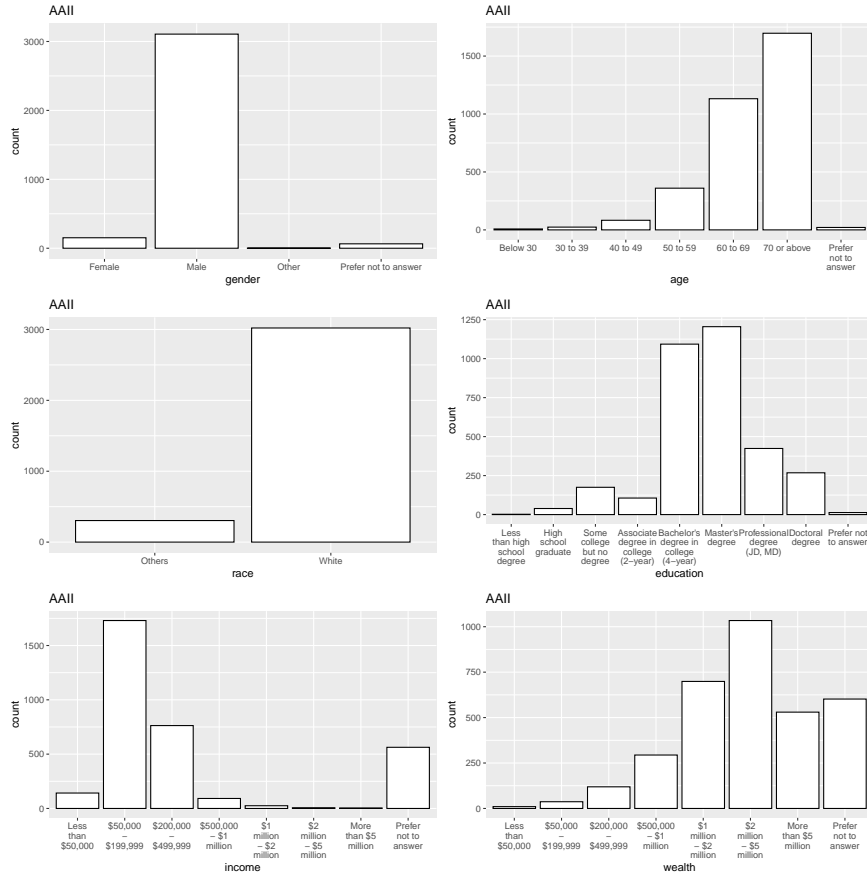 AAII
count
3000
2000
1000
0
Female Male Other Prefer not to answer
gender
AAII
count
1500
1000
500
0
Below 30 30 to 39 40 to 49 50 to 59 60 to 69 70 or above Prefer
not to
answer
age
AAII
count
3000
2000
1000
0
Others White
race
AAII
count
1250
1000
750
500
250
0
Less High Some Associate Bachelor's Master's Professional Doctoral Prefer not
than high school college degree in degree in degree degree degree to answer
school graduate but no college college (JD, MD)
degree degree (2−year) (4−year)
education
AAII
count
1500
1000
500
0
Less $50,000 $200,000 $500,000 $1 $2 More Prefer
than – – – $1 million million than $5 not to
$50,000 $199,999 $499,999 million – $2 – $5 million answer
million million
income
AAII
count
1000
750
500
250
0
Less $50,000 $200,000 $500,000 $1 $2 More Prefer
than – – – $1 million million than $5 not to
$50,000 $199,999 $499,999 million – $2 – $5 million answer
million million
wealth